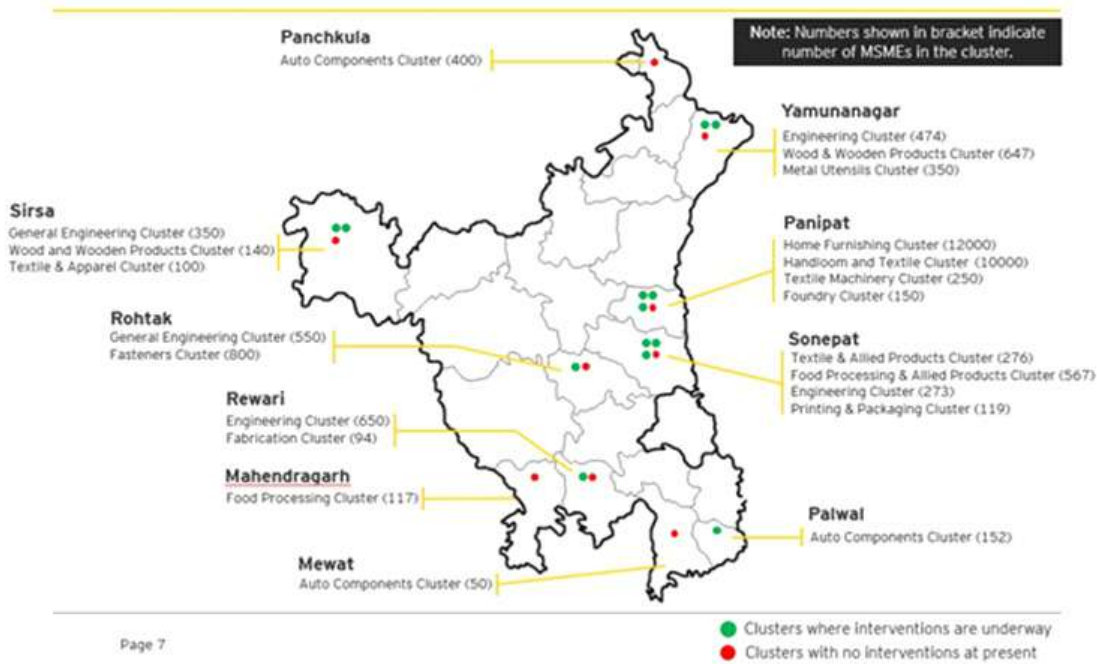 Note: Numbers shown in bracket indicate
number of MSMEs in the cluster.
Panchkula
Auto Components Cluster (400)
Yamunanagar
Engineering Cluster (474)
Wood & Wooden Products Cluster (647)
Metal Utensils Cluster (350)
Sirsa
General Engineering Cluster (350)
Wood and Wooden Products Cluster (140)
Textile & Apparel Cluster (100)
Panipat
Home Furnishing Cluster (12000)
Handloom and Textile Cluster (10000)
Textile Machinery Cluster (250)
Foundry Cluster (150)
Rohtak
General Engineering Cluster (550)
Fasteners Cluster (800)
Sonepat
Textile & Allied Products Cluster (276)
Food Processing & Allied Products Cluster (567)
Engineering Cluster (273)
Printing & Packaging Cluster (119)
Rewari
Engineering Cluster (650)
Fabrication Cluster (94)
Mahendragarh
Food Processing Cluster (117)
Palwal
Auto Components Cluster (152)
Mewat
Auto Components Cluster (50)
Page 7
Clusters where interventions are underway
Clusters with no interventions at present